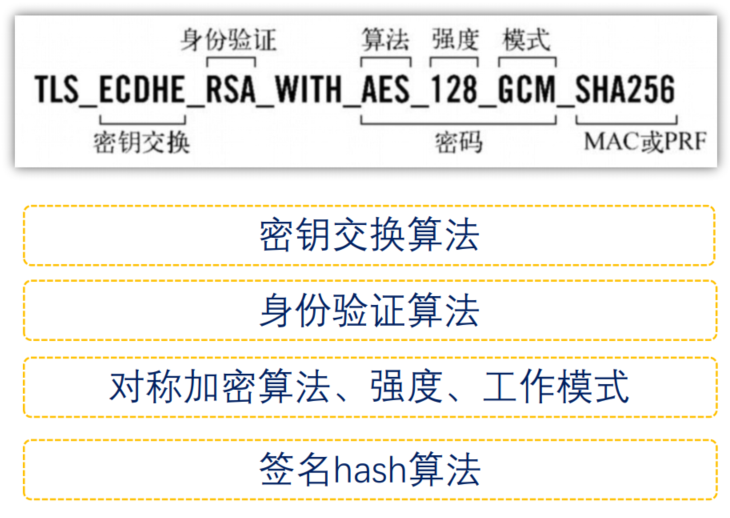 身份验证 算法 强度 模式
TLS_ECDHE_RSA_WITH_AES_128_GCM_SHA256
密钥交换 密码 MAC或PRF
密钥交换算法
身份验证算法
对称加密算法、强度、工作模式
签名hash算法